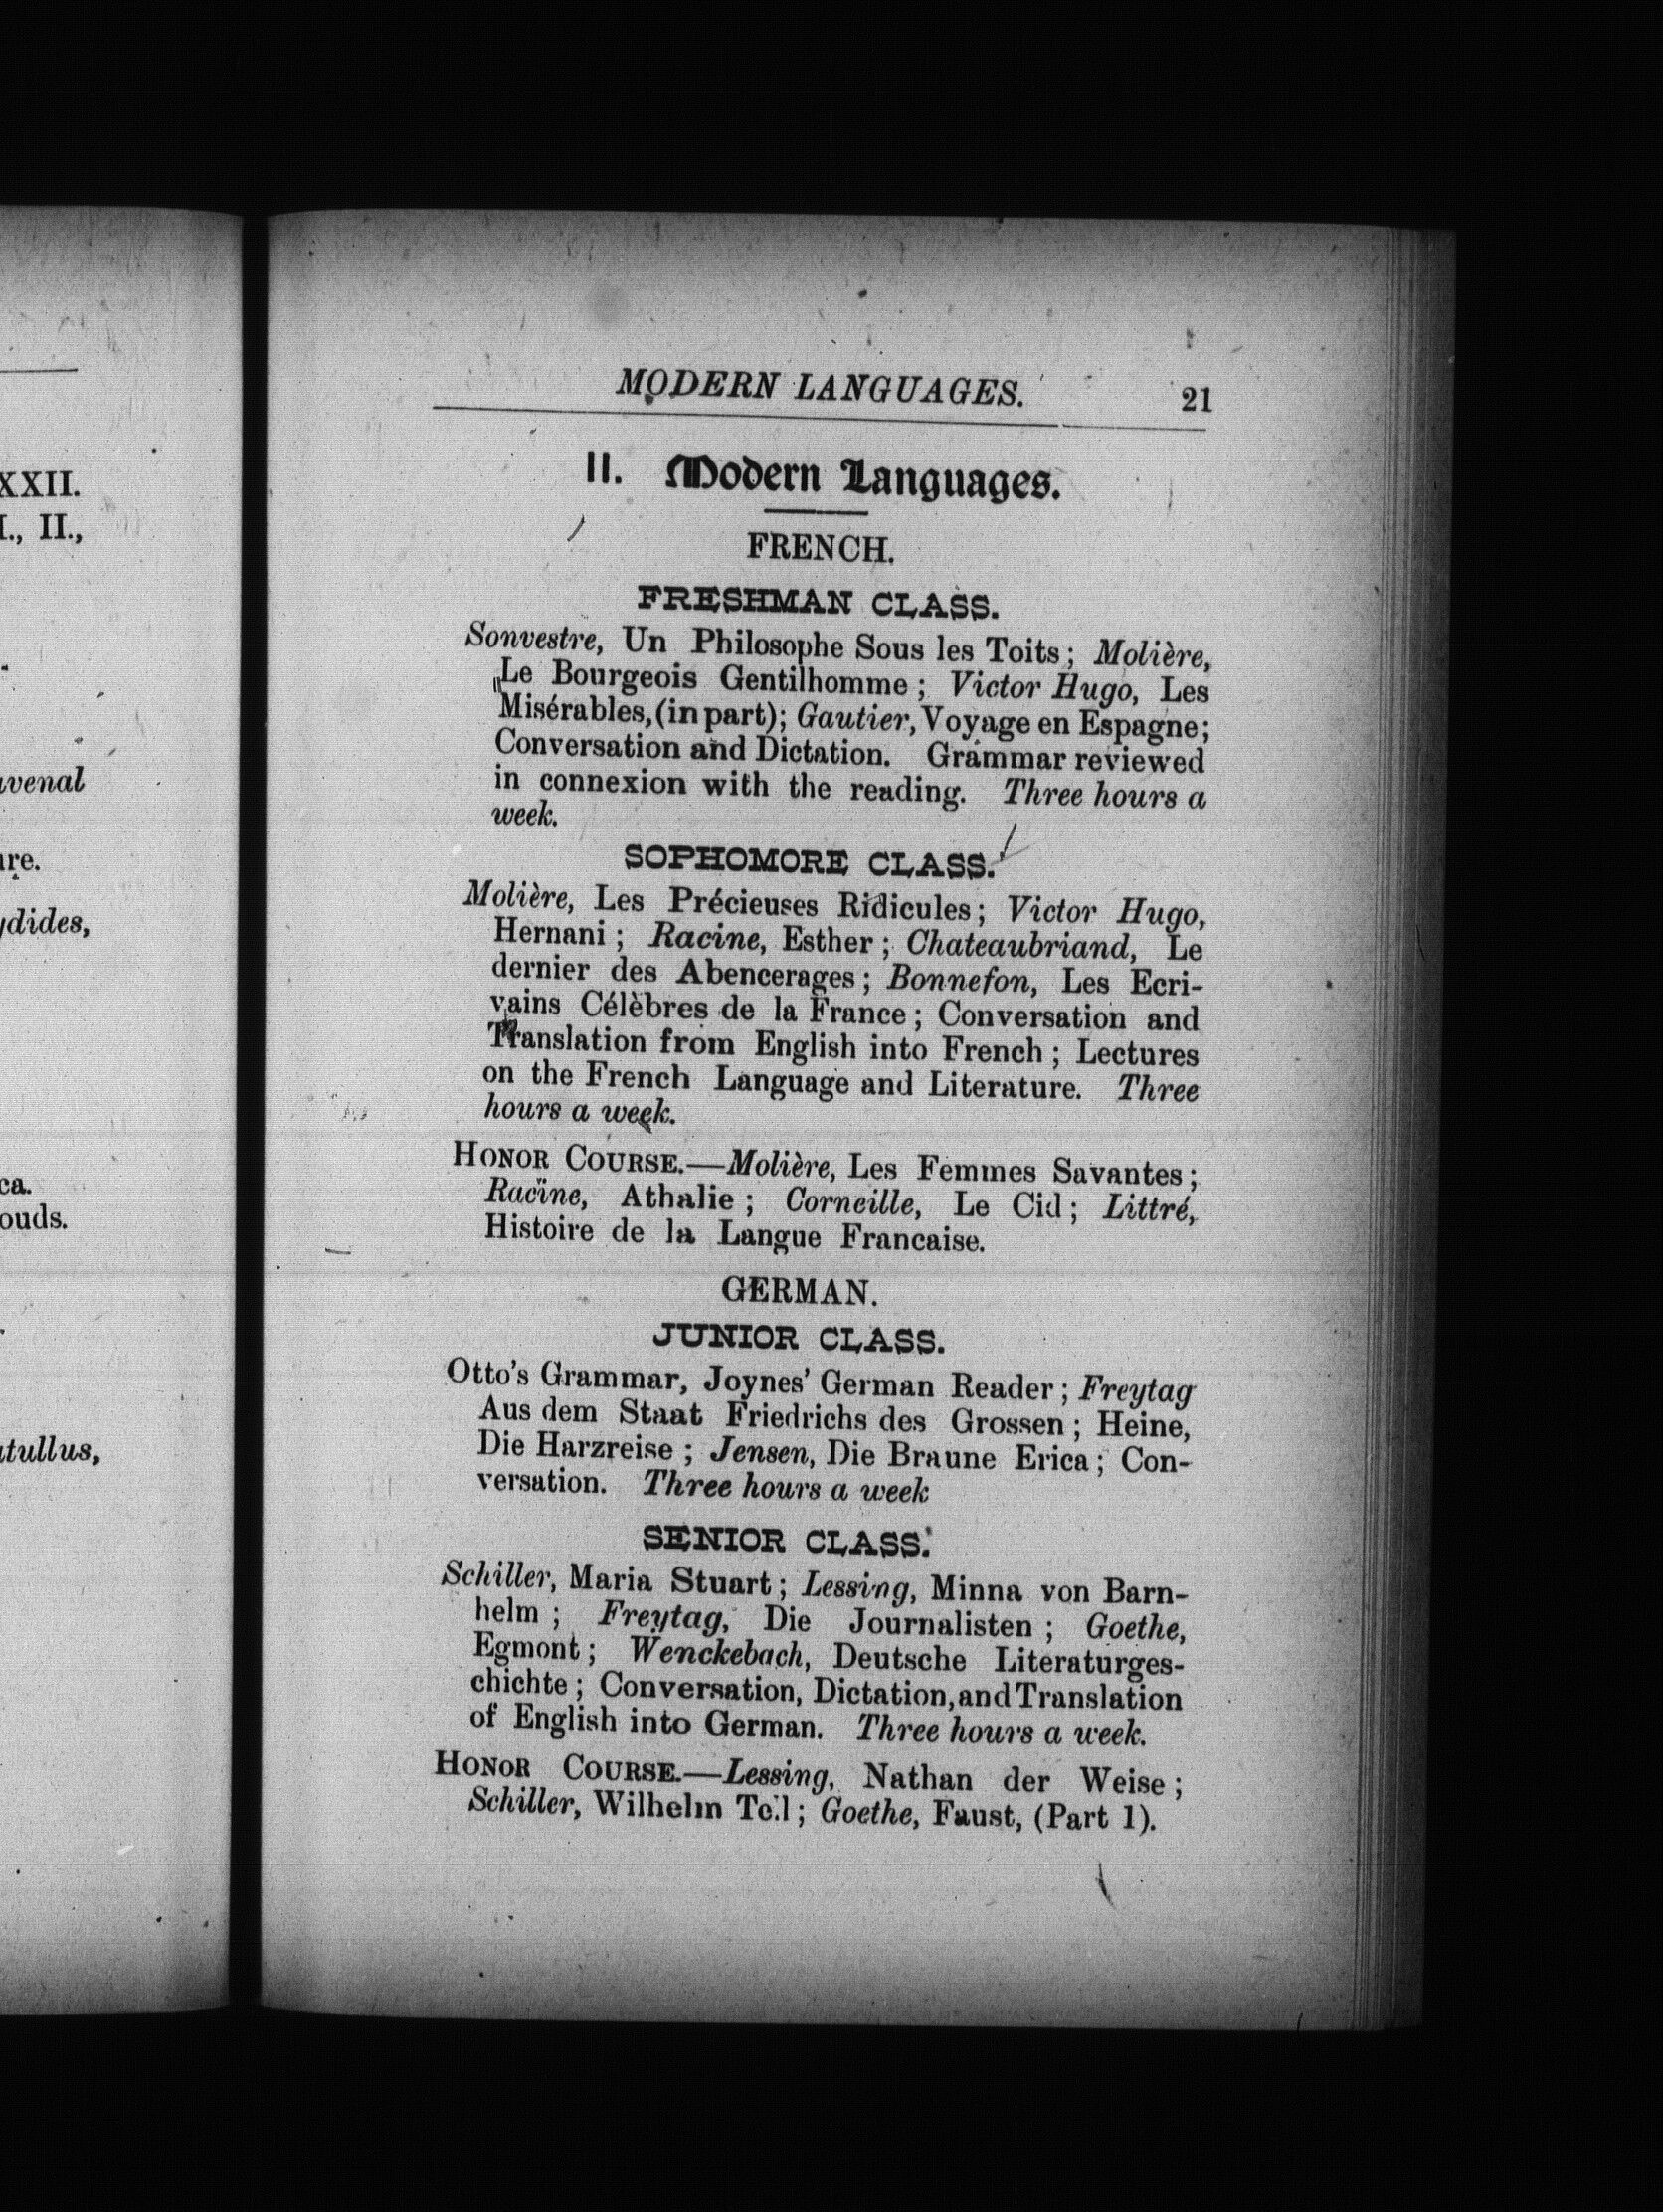 XXII.
I., II.,
ydides,
ca.
MODERN LANGUAGES. 21
II. Modern Languages.
FRENCH.
FRESHMAN CLASS.
Sonvestre, Un Philosophe Sous les Toits; Molière,
Le Bourgeois Gentilhomme; Victor Hugo, Les
Misérables, (in part); Gautier, Voyage en Espagne;
Conversation and Dictation. Grammar reviewed
in connexion with the reading. Three hours a
week.
SOPHOMORE CLASS.
Molière, Les Précieuses Ridicules; Victor Hugo,
Hernani; Racine, Esther; Chateaubriand, Le
dernier des Abencerages; Bonnefon, Les Ecri-
vains Célèbres de la France; Conversation and
Translation from English into French; Lectures
on the French Language and Literature. Three
hours a week.
HONOR COURSE.—Molière, Les Femmes Savantes;
Racine, Athalie; Corneille, Le Cid; Littré,
Histoire de la Langue Francaise.
GERMAN.
JUNIOR CLASS.
Otto's Grammar, Joynes' German Reader; Freytag
Aus dem Staat Friedrichs des Grossen; Heine,
Die Harzreise; Jensen, Die Braune Erica; Con-
versation. Three hours a week
SENIOR CLASS.
Schiller, Maria Stuart; Lessing, Minna von Barn-
helm; Freytag, Die Journalisten; Goethe,
Egmont; Wenckebach, Deutsche Literaturges-
chichte; Conversation, Dictation, and Translation
of English into German. Three hours a week.
HONOR COURSE.—Lessing, Nathan der Weise;
Schiller, Wilhelm Tell; Goethe, Faust, (Part 1).